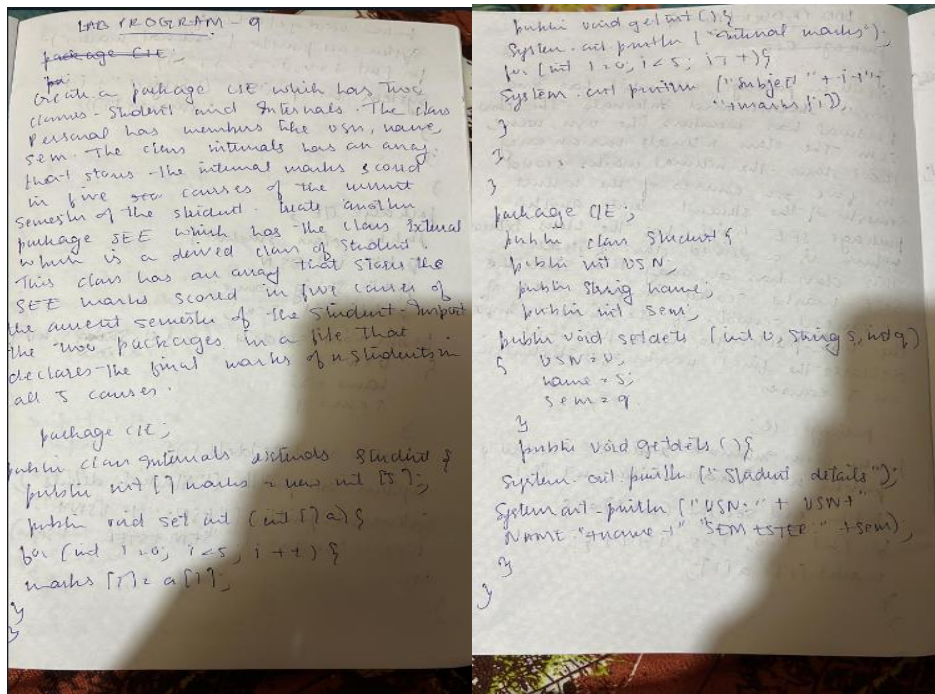 LAB PROGRAM - 9
package CIE;
Create a package CIE which has two
classes - Student and Internals. The class
Personal has members like usn, name,
sem. The class internals has an array
that stores the internal marks scored
in five courses of the current
semester of the student. Create another
package SEE which has the class External
which is a derived class of Student.
This class has an array that stores the
SEE marks scored in five courses of
the current semester of the student. Import
the two packages in a file that
declares the final marks of n students in
all 5 courses.
package CIE;
public class Internals extends Student {
public int [] marks = new int [5];
public void set int (int [] a) {
for (int i=0; i<5; i++) {
marks [i] = a [i];
}
}
public void getint () {
System.out.println ("internal marks");
for (int i=0; i<5; i++) {
System.out.println ("Subject" + i + "
"+marks [i]);
}
}
}
package CIE;
public class Student {
public int USN,
public String name;
public int sem,
public void setdets (int u, String s, int q)
{ USN = u;
name = s;
sem = q
}
public void getdets () {
System.out.println ("Student details");
System.out.println ("USN:" + USN +"
NAME "+name +" "SEM" +sem),
}
}